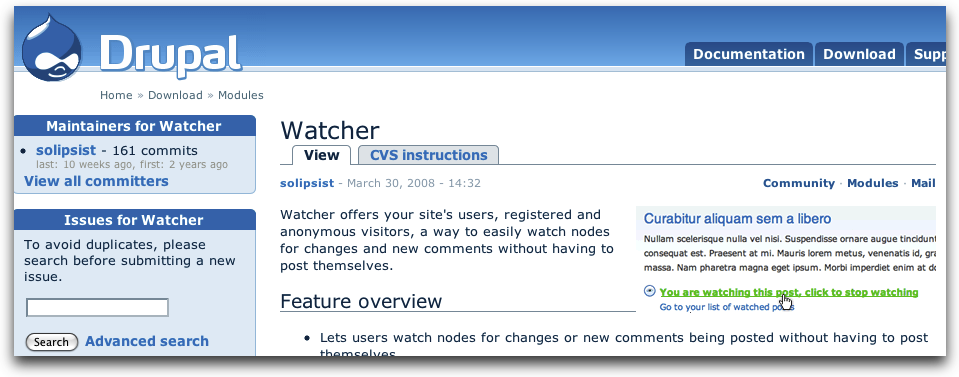 Drupal
Documentation
Download
Supp
Home » Download » Modules
Maintainers for Watcher
solipsist - 161 commits
last: 10 weeks ago, first: 2 years ago
View all committers
Issues for Watcher
To avoid duplicates, please
search before submitting a new
issue.
Search
Advanced search
Watcher
View
CVS instructions
solipsist - March 30, 2008 - 14:32
Community · Modules · Mail
Watcher offers your site's users, registered and
anonymous visitors, a way to easily watch nodes
for changes and new comments without having to
post themselves.
Curabitur aliquam sem a libero
Nullam scelerisque nulla vel nisi. Suspendisse ornare augue tincidunt
consequat est. Praesent at mi. Mauris lorem metus, venenatis id, gra
massa. Nam pharetra magna eget ipsum. Morbi imperdiet enim at do
You are watching this post, click to stop watching
Go to your list of watched posts
Feature overview
• Lets users watch nodes for changes or new comments being posted without having to post
themselves